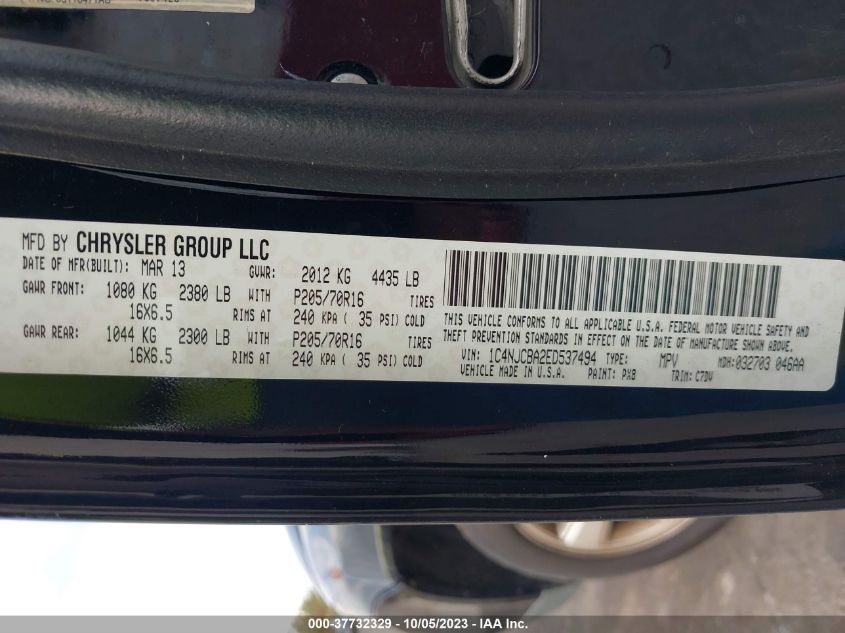 MFD BY CHRYSLER GROUP LLC
DATE OF MFR(BUILT): MAR 13 GVWR: 2012 KG 4435 LB
GAWR FRONT: 1080 KG 2380 LB WITH P205/70R16 TIRES
16X6.5 RIMS AT 240 KPA ( 35 PSI) COLD
GAWR REAR: 1044 KG 2300 LB WITH P205/70R16 TIRES
16X6.5 RIMS AT 240 KPA ( 35 PSI) COLD
THIS VEHICLE CONFORMS TO ALL APPLICABLE U.S.A. FEDERAL MOTOR VEHICLE SAFETY AND
THEFT PREVENTION STANDARDS IN EFFECT ON THE DATE OF MANUFACTURE SHOWN ABOVE.
VIN: 1C4NJCBA2ED537494 TYPE: MPV MDH:032703 046AA
VEHICLE MADE IN U.S.A. PAINT: PX8 TRIM: C7DV
000-37732329 - 10/05/2023 - IAA Inc.